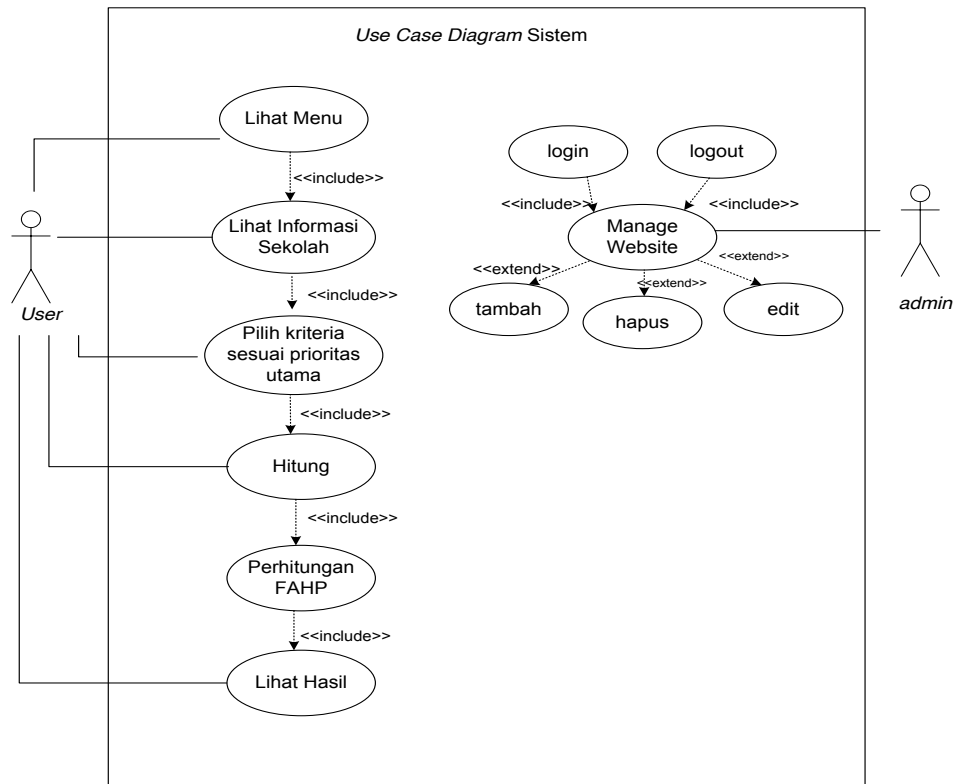 Use Case Diagram Sistem
Lihat Menu
<<include>>
Lihat Informasi
Sekolah
<<include>>
Pilih kriteria
sesuai prioritas
utama
<<include>>
Hitung
<<include>>
Perhitungan
FAHP
<<include>>
Lihat Hasil
User
login
logout
<<include>>
<<include>>
Manage
Website
<<extend>>
<<extend>>
<<extend>>
tambah
hapus
edit
admin